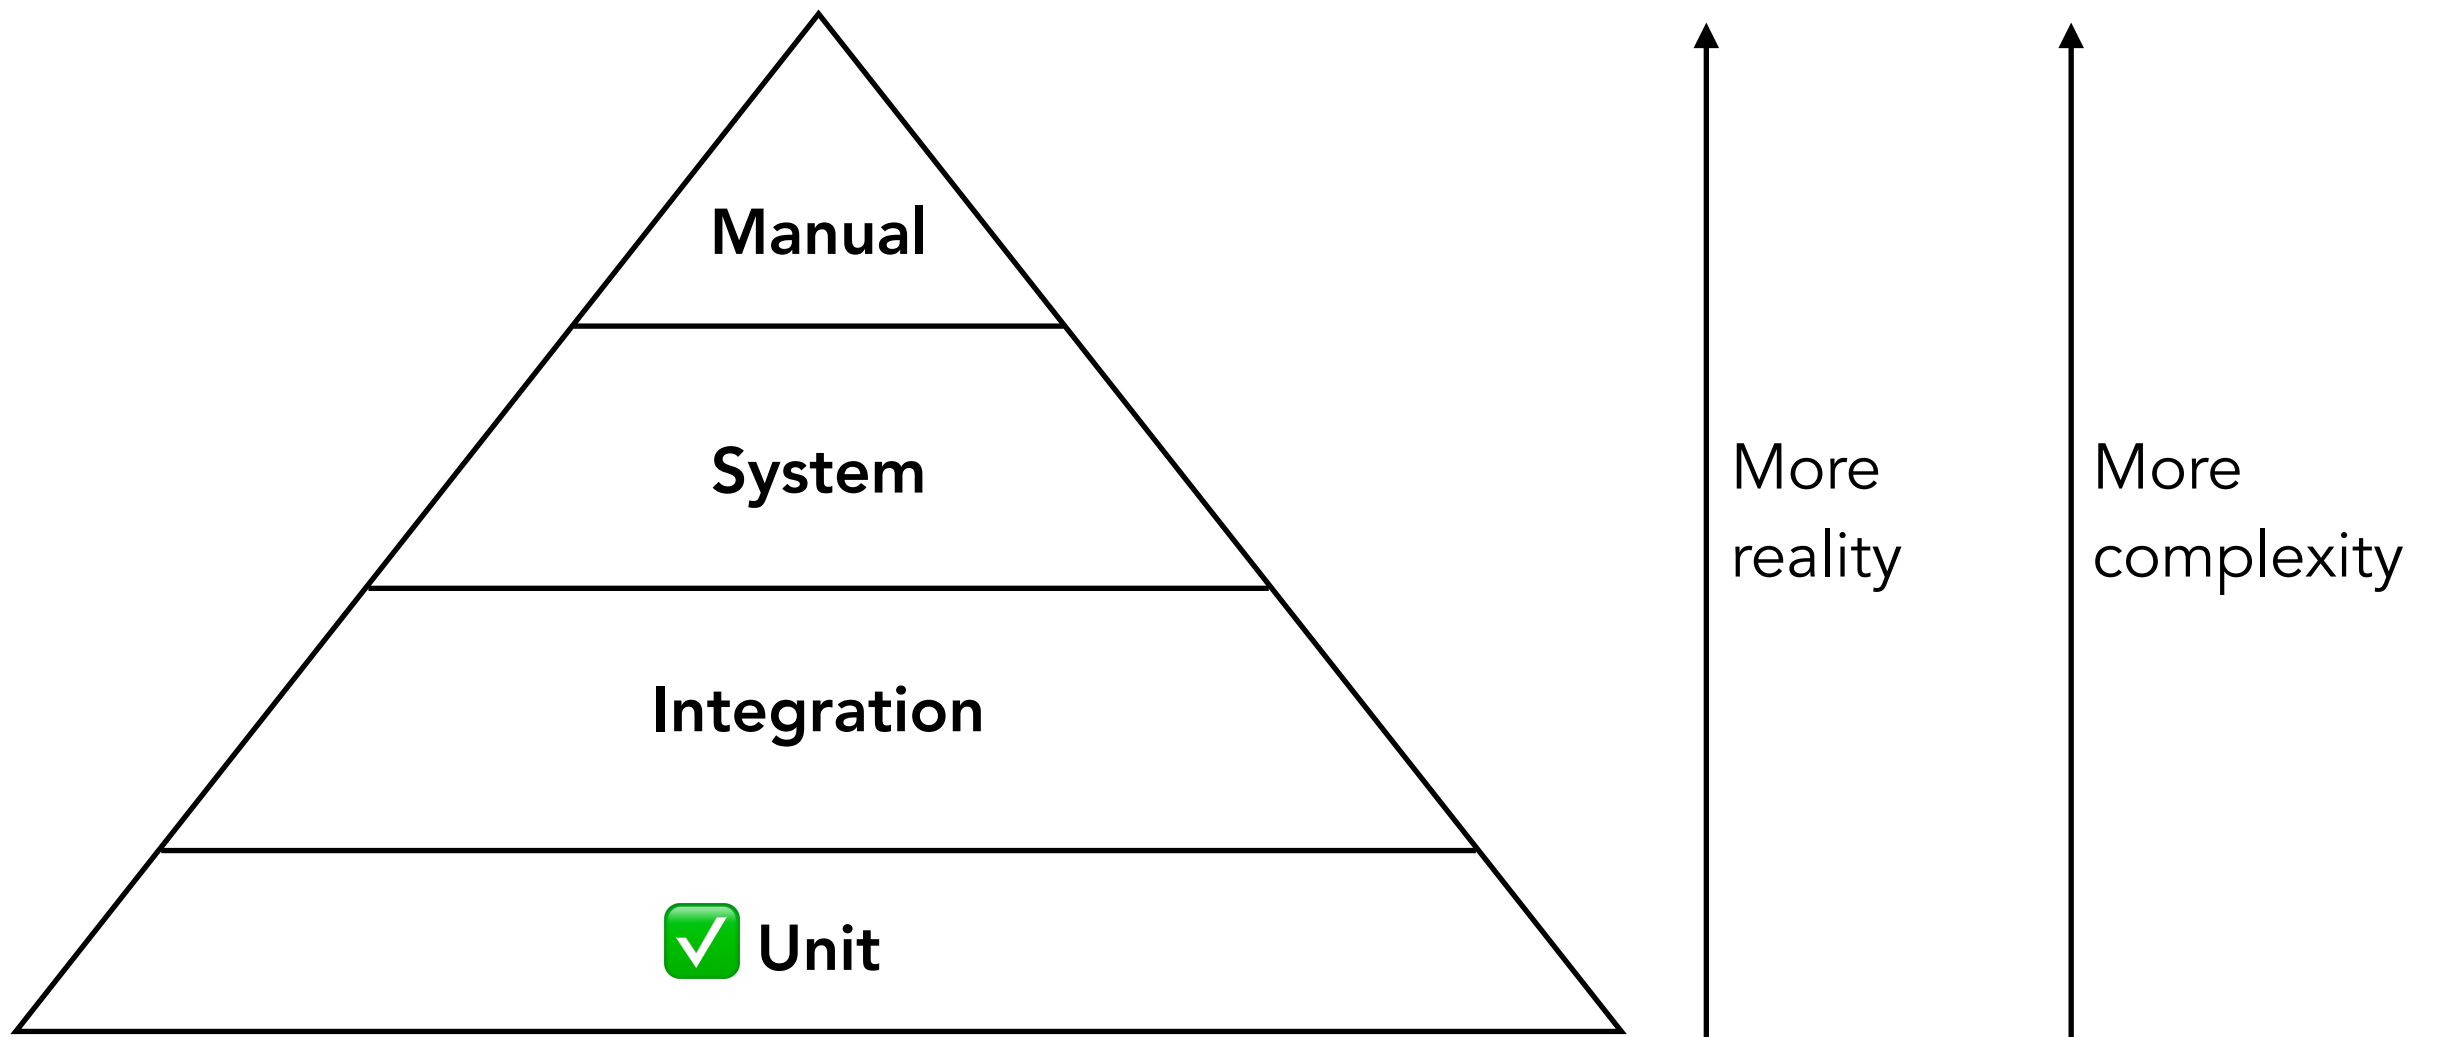 Manual
System
Integration
✅ Unit
More
reality
More
complexity